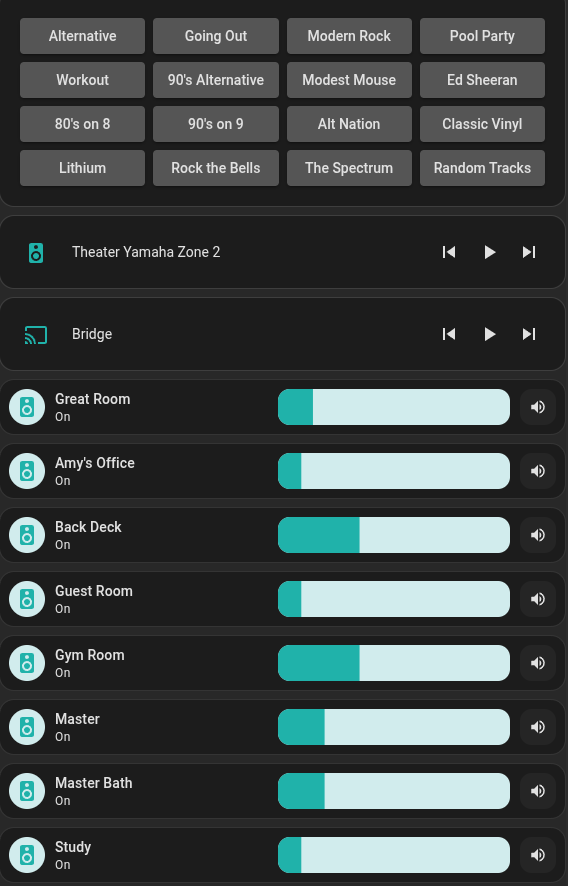 Alternative
Going Out
Modern Rock
Pool Party
Workout
90's Alternative
Modest Mouse
Ed Sheeran
80's on 8
90's on 9
Alt Nation
Classic Vinyl
Lithium
Rock the Bells
The Spectrum
Random Tracks
Theater Yamaha Zone 2
Bridge
Great Room
On
Amy's Office
On
Back Deck
On
Guest Room
On
Gym Room
On
Master
On
Master Bath
On
Study
On